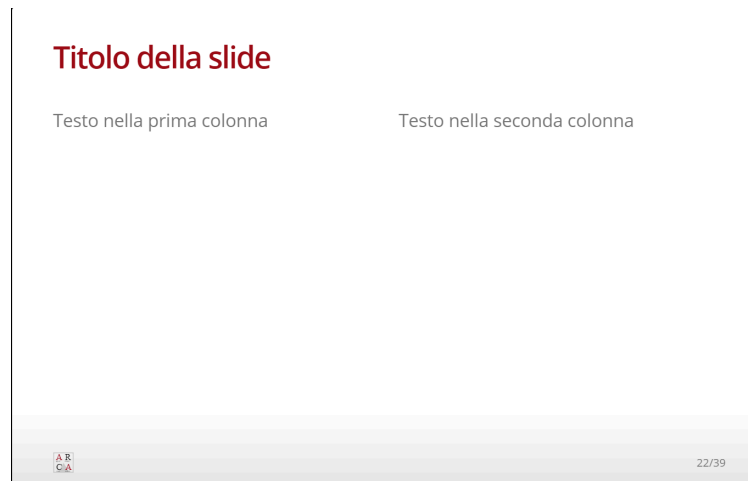 Titolo della slide
Testo nella prima colonna
Testo nella seconda colonna
A R
C A
22/39